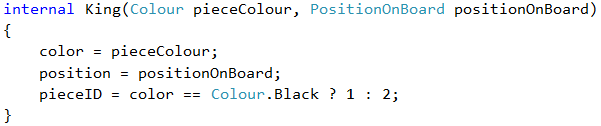 internal King(Colour pieceColour, PositionOnBoard positionOnBoard)
{
    color = pieceColour;
    position = positionOnBoard;
    pieceID = color == Colour.Black ? 1 : 2;
}